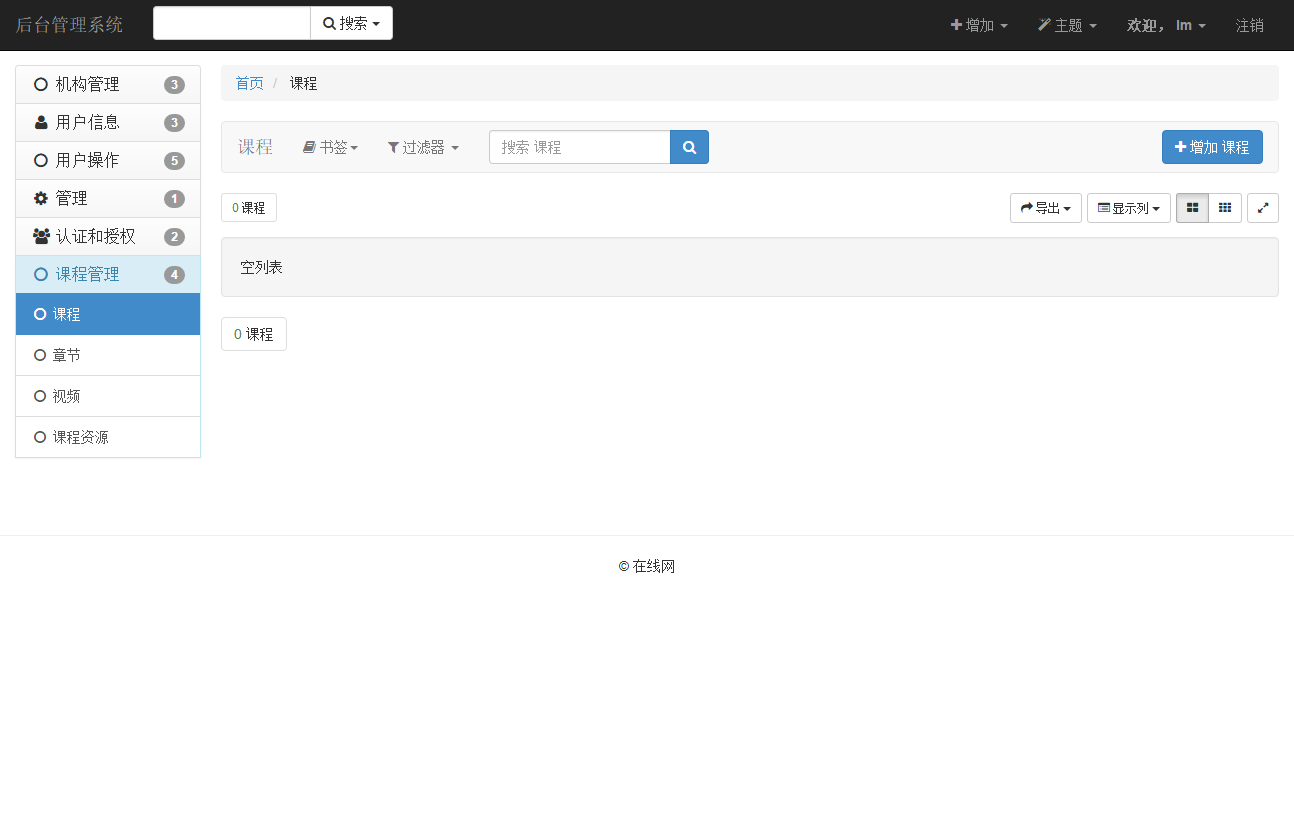 后台管理系统 搜索 增加 主题 欢迎， lm 注销
机构管理 3
用户信息 3
用户操作 5
管理 1
认证和授权 2
课程管理 4
课程
章节
视频
课程资源
首页 / 课程
课程 书签 过滤器 搜索 课程 增加 课程
0 课程 导出 显示列
空列表
0 课程
© 在线网